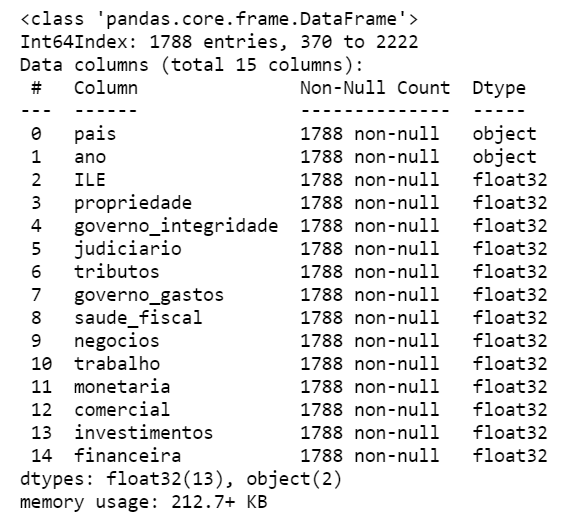 <class 'pandas.core.frame.DataFrame'>
Int64Index: 1788 entries, 370 to 2222
Data columns (total 15 columns):
 #   Column               Non-Null Count  Dtype
---  ------               --------------  -----
 0   pais                 1788 non-null   object
 1   ano                  1788 non-null   object
 2   ILE                  1788 non-null   float32
 3   propriedade          1788 non-null   float32
 4   governo_integridade  1788 non-null   float32
 5   judiciario           1788 non-null   float32
 6   tributos             1788 non-null   float32
 7   governo_gastos       1788 non-null   float32
 8   saude_fiscal         1788 non-null   float32
 9   negocios             1788 non-null   float32
 10  trabalho             1788 non-null   float32
 11  monetaria            1788 non-null   float32
 12  comercial            1788 non-null   float32
 13  investimentos        1788 non-null   float32
 14  financeira           1788 non-null   float32
dtypes: float32(13), object(2)
memory usage: 212.7+ KB